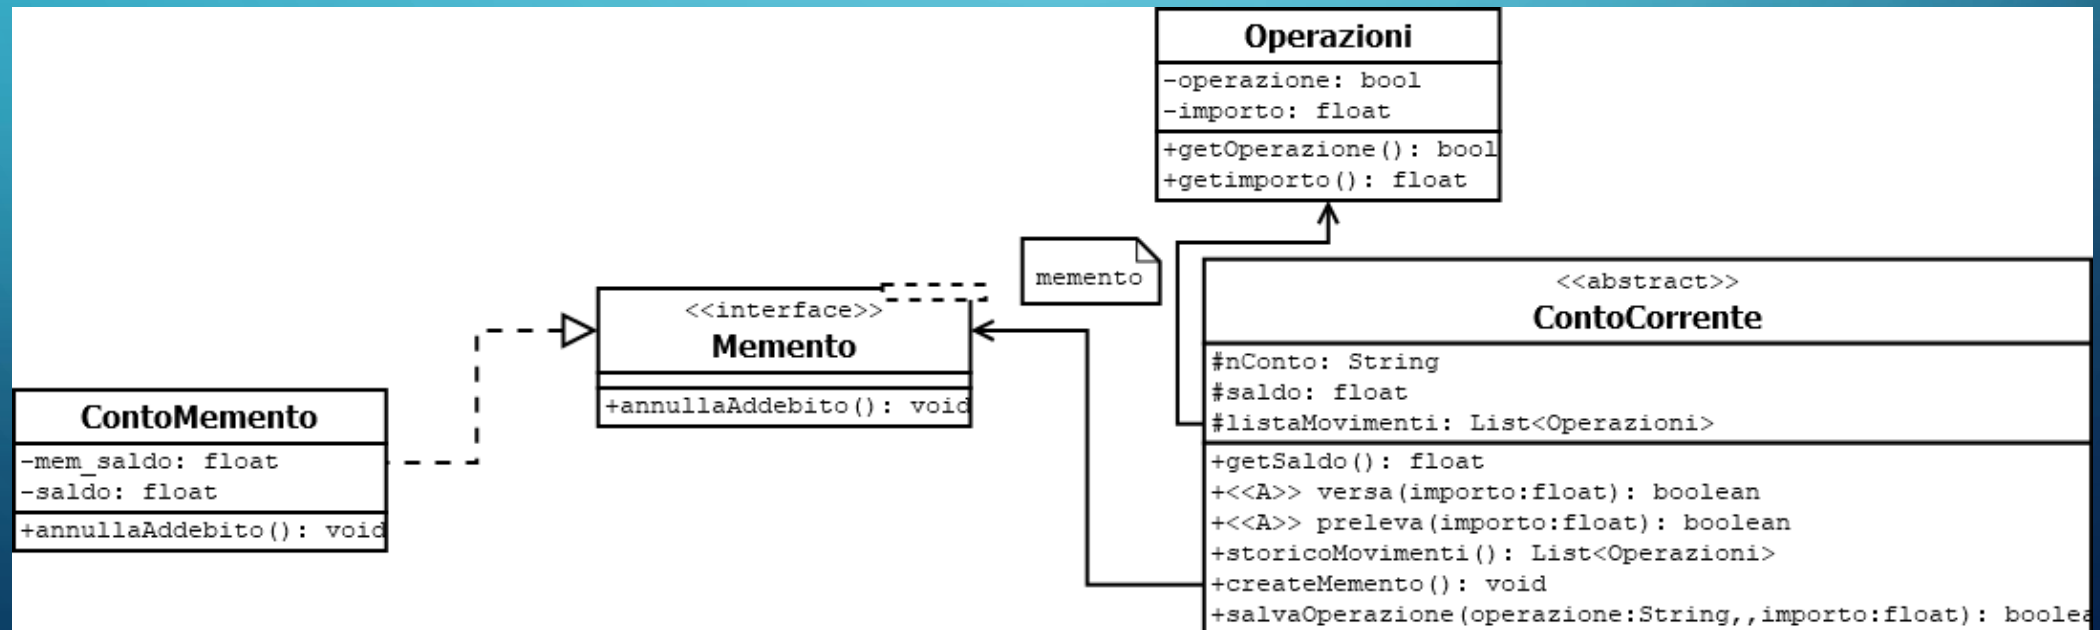 Operazioni
-operazione: bool
-importo: float
+getOperazione(): bool
+getimporto(): float
memento
<<interface>>
Memento
+annullaAddebito(): void
ContoMemento
-mem_saldo: float
-saldo: float
+annullaAddebito(): void
<<abstract>>
ContoCorrente
#nConto: String
#saldo: float
#listaMovimenti: List<Operazioni>
+getSaldo(): float
+<<A>> versa(importo:float): boolean
+<<A>> preleva(importo:float): boolean
+storicoMovimenti(): List<Operazioni>
+createMemento(): void
+salvaOperazione(operazione:String,,importo:float): boolea